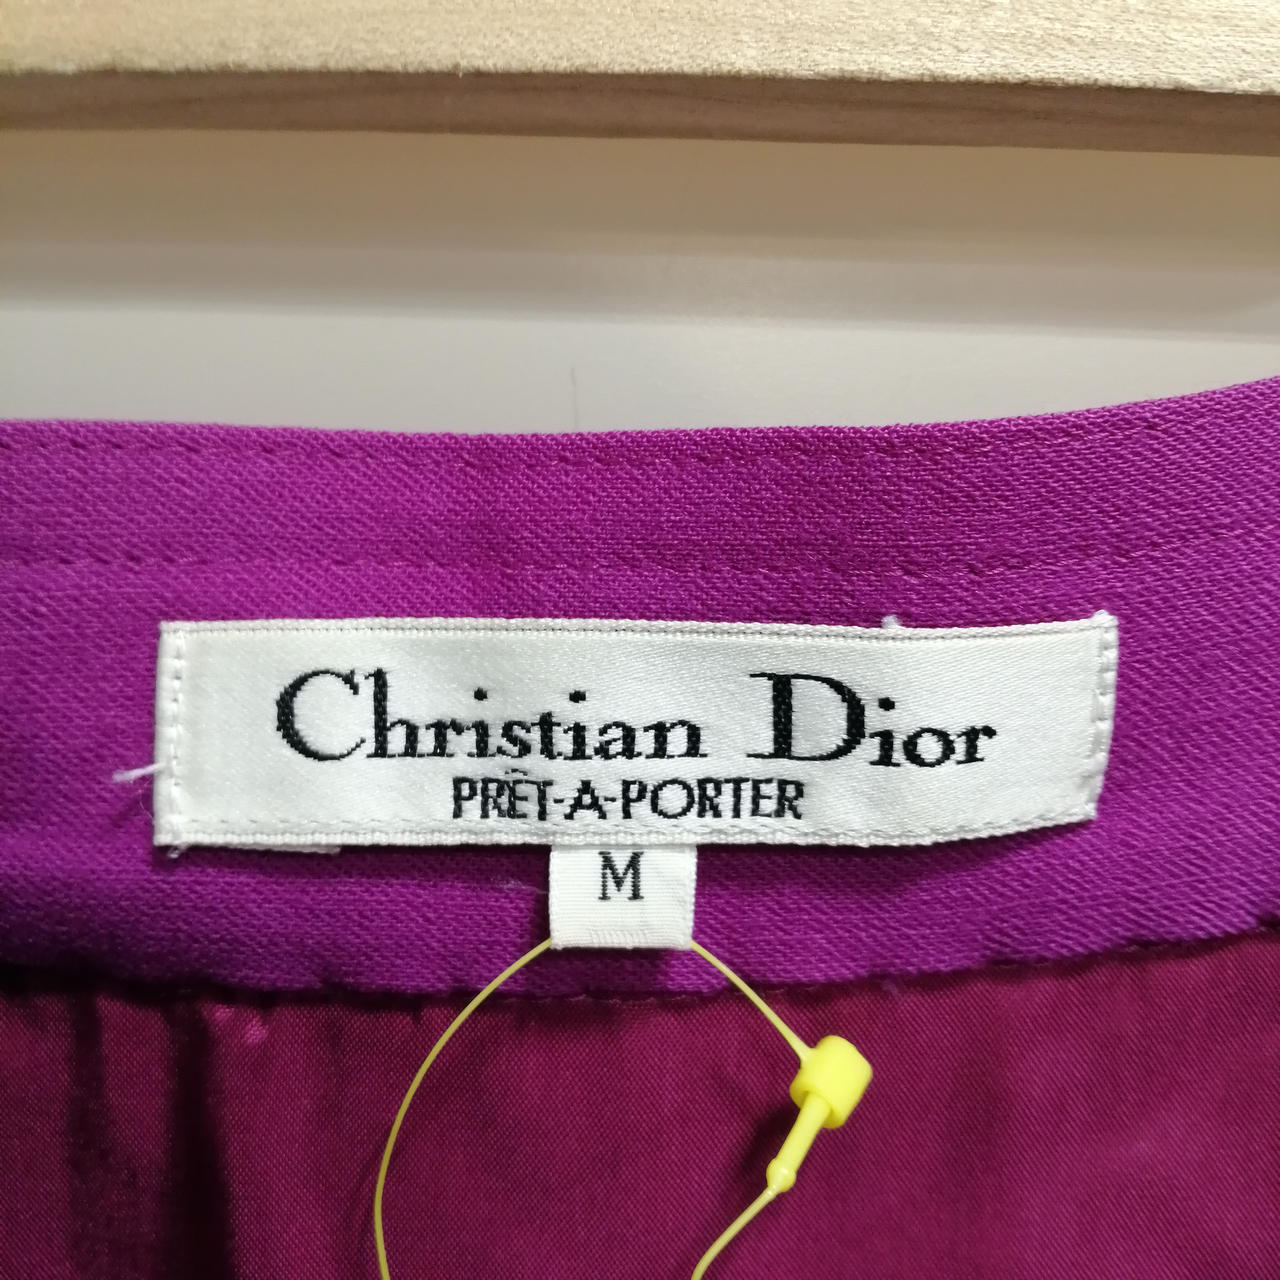 Christian Dior
PRÊT-A-PORTER
M